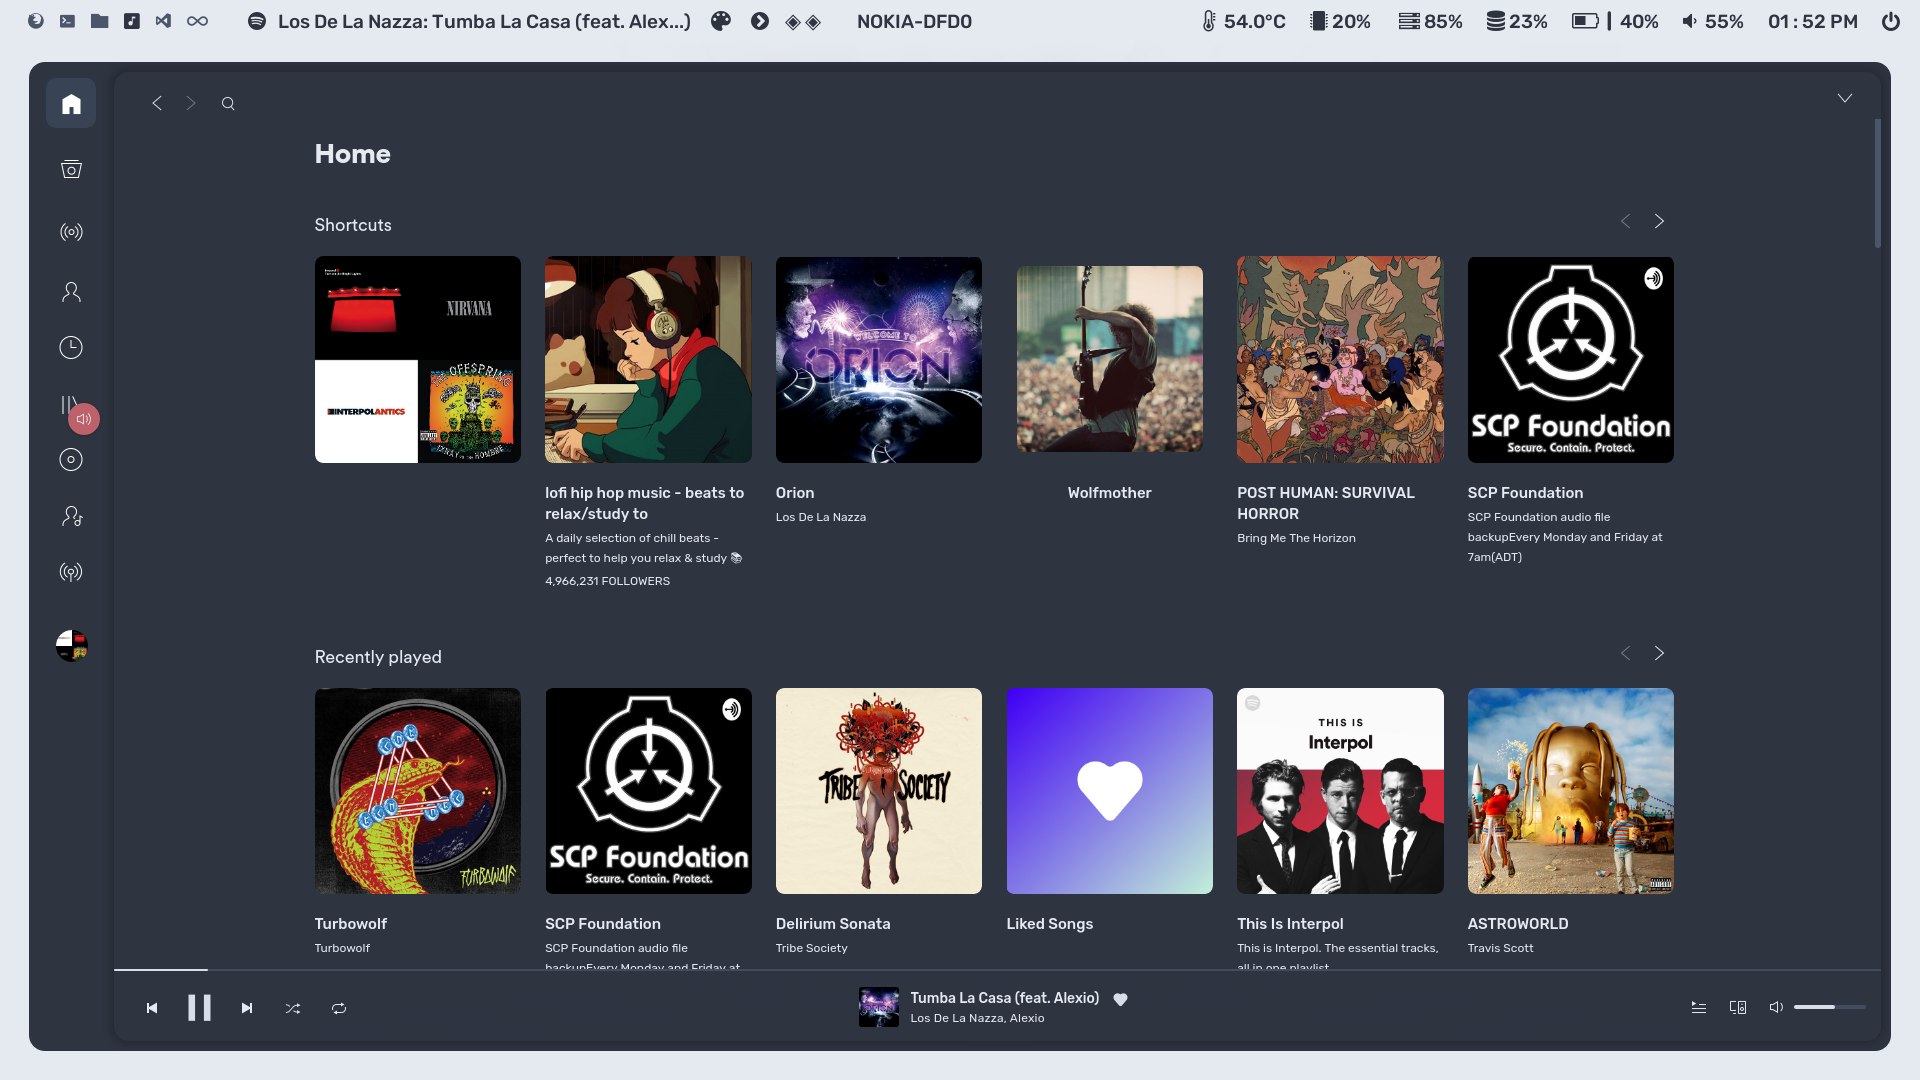 Los De La Nazza: Tumba La Casa (feat. Alex...)
NOKIA-DFD0
54.0°C
20%
85%
23%
40%
55%
01 : 52 PM
Home
Shortcuts
NIRVANA
INTERPOLANTICS
THE OFFSPRING
IXNAY ON THE HOMBRE
WELCOME TO
ORION
SCP Foundation
Secure. Contain. Protect.
lofi hip hop music - beats to
relax/study to
A daily selection of chill beats -
perfect to help you relax & study 📚
4,966,231 FOLLOWERS
Orion
Los De La Nazza
Wolfmother
POST HUMAN: SURVIVAL
HORROR
Bring Me The Horizon
SCP Foundation
SCP Foundation audio file
backupEvery Monday and Friday at
7am(ADT)
Recently played
TURBOWOLF
SCP Foundation
Secure. Contain. Protect.
TRIBE SOCIETY
THIS IS
Interpol
Turbowolf
Turbowolf
SCP Foundation
SCP Foundation audio file
backupEvery Monday and Friday at
Delirium Sonata
Tribe Society
Liked Songs
This Is Interpol
This is Interpol. The essential tracks,
all in one playlist.
ASTROWORLD
Travis Scott
Tumba La Casa (feat. Alexio)
Los De La Nazza, Alexio